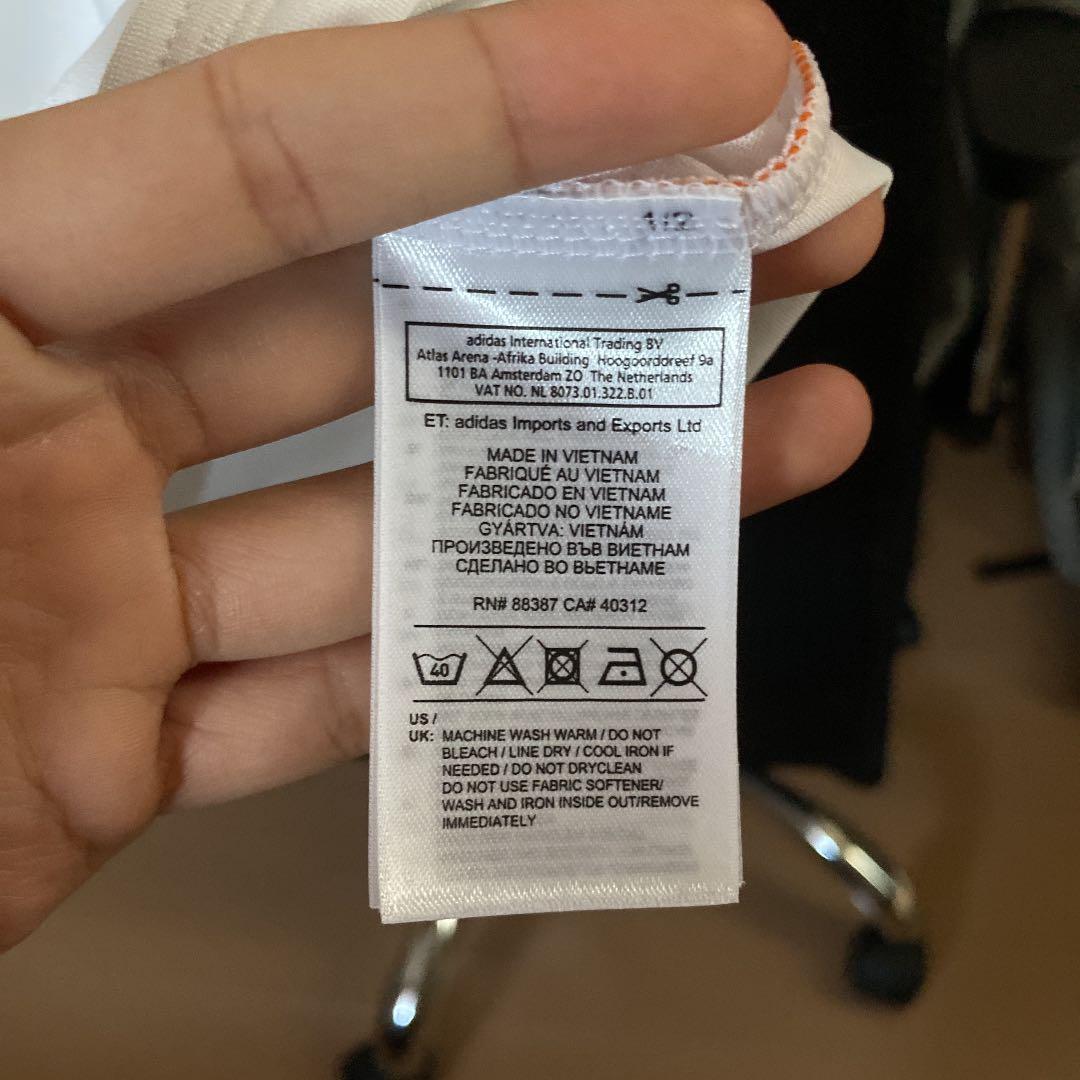 1/2
adidas International Trading BV
Atlas Arena -Afrika Building Hoogoorddreef 9a
1101 BA Amsterdam ZO The Netherlands
VAT NO. NL 8073.01.322.B.01
ET: adidas Imports and Exports Ltd
MADE IN VIETNAM
FABRIQUÉ AU VIETNAM
FABRICADO EN VIETNAM
FABRICADO NO VIETNAME
GYÁRTVA: VIETNÁM
ПРОИЗВЕДЕНО ВЪВ ВИЕТНАМ
СДЕЛАНО ВО ВЬЕТНАМЕ
RN# 88387 CA# 40312
40
US /
UK: MACHINE WASH WARM / DO NOT
BLEACH / LINE DRY / COOL IRON IF
NEEDED / DO NOT DRYCLEAN
DO NOT USE FABRIC SOFTENER/
WASH AND IRON INSIDE OUT/REMOVE
IMMEDIATELY